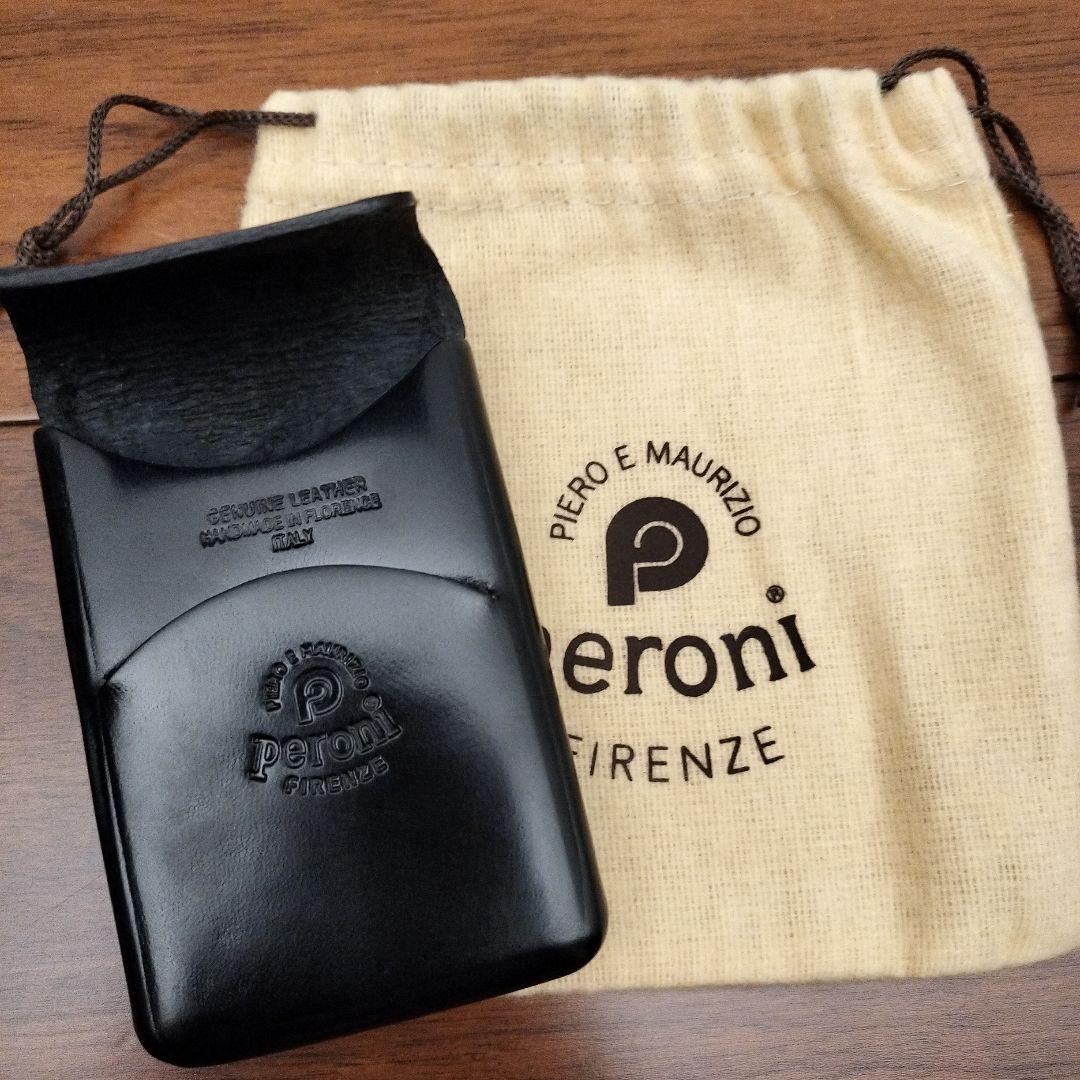 GENUINE LEATHER
HANDMADE IN FLORENCE
ITALY
PIERO E MAURIZIO
P
Peroni
FIRENZE
PIERO E MAURIZIO
P
Peroni®
FIRENZE